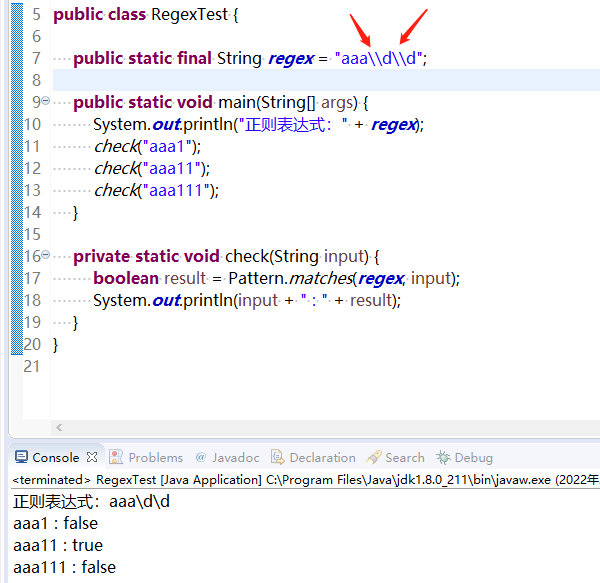 5 public class RegexTest {
6
7 public static final String regex = "aaa\\d\\d";
8
9 public static void main(String[] args) {
10 System.out.println("正则表达式：" + regex);
11 check("aaa1");
12 check("aaa11");
13 check("aaa111");
14 }
15
16 private static void check(String input) {
17 boolean result = Pattern.matches(regex, input);
18 System.out.println(input + " : " + result);
19 }
20 }
21
Console Problems @ Javadoc Declaration Search Debug
<terminated> RegexTest [Java Application] C:\Program Files\Java\jdk1.8.0_211\bin\javaw.exe (2022年
正则表达式：aaa\d\d
aaa1 : false
aaa11 : true
aaa111 : false